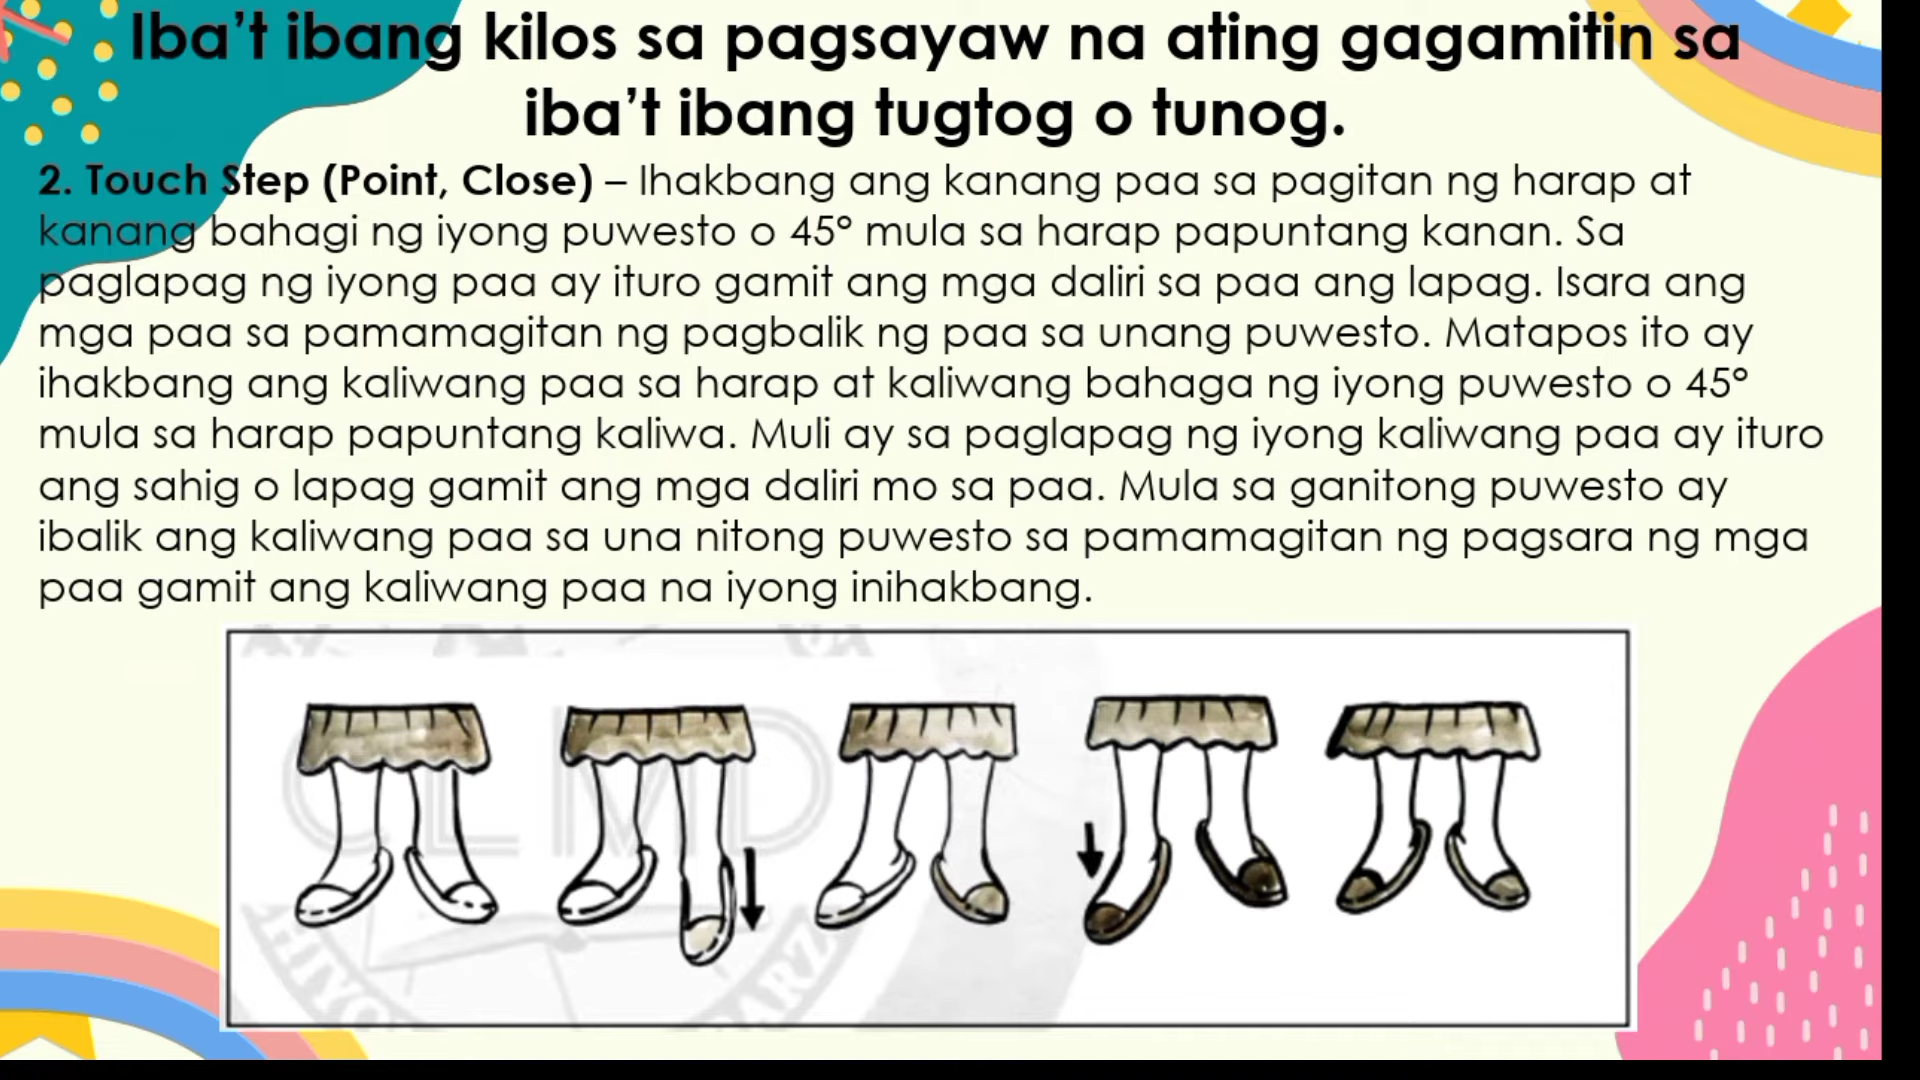 Iba't ibang kilos sa pagsayaw na ating gagamitin sa
iba't ibang tugtog o tunog.
2. Touch Step (Point, Close) – Ihakbang ang kanang paa sa pagitan ng harap at
kanang bahagi ng iyong puwesto o 45° mula sa harap papuntang kanan. Sa
paglapag ng iyong paa ay ituro gamit ang mga daliri sa paa ang lapag. Isara ang
mga paa sa pamamagitan ng pagbalik ng paa sa unang puwesto. Matapos ito ay
ihakbang ang kaliwang paa sa harap at kaliwang bahaga ng iyong puwesto o 45°
mula sa harap papuntang kaliwa. Muli ay sa paglapag ng iyong kaliwang paa ay ituro
ang sahig o lapag gamit ang mga daliri mo sa paa. Mula sa ganitong puwesto ay
ibalik ang kaliwang paa sa una nitong puwesto sa pamamagitan ng pagsara ng mga
paa gamit ang kaliwang paa na iyong inihakbang.
CLMD